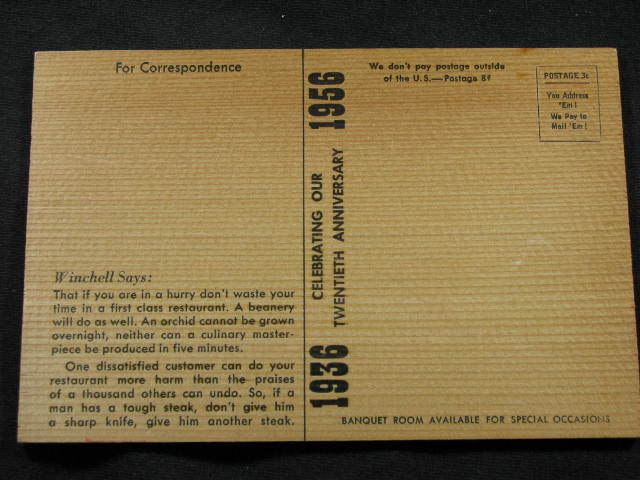 For Correspondence
Winchell Says:
That if you are in a hurry don't waste your
time in a first class restaurant. A beanery
will do as well. An orchid cannot be grown
overnight, neither can a culinary master-
piece be produced in five minutes.
One dissatisfied customer can do your
restaurant more harm than the praises
of a thousand others can undo. So, if a
man has a tough steak, don't give him
a sharp knife, give him another steak.
1936 CELEBRATING OUR 1956
TWENTIETH ANNIVERSARY
We don't pay postage outside
of the U.S.—Postage 8¢
POSTAGE 3c
You Address
'Em!
We Pay to
Mail 'Em!
BANQUET ROOM AVAILABLE FOR SPECIAL OCCASIONS